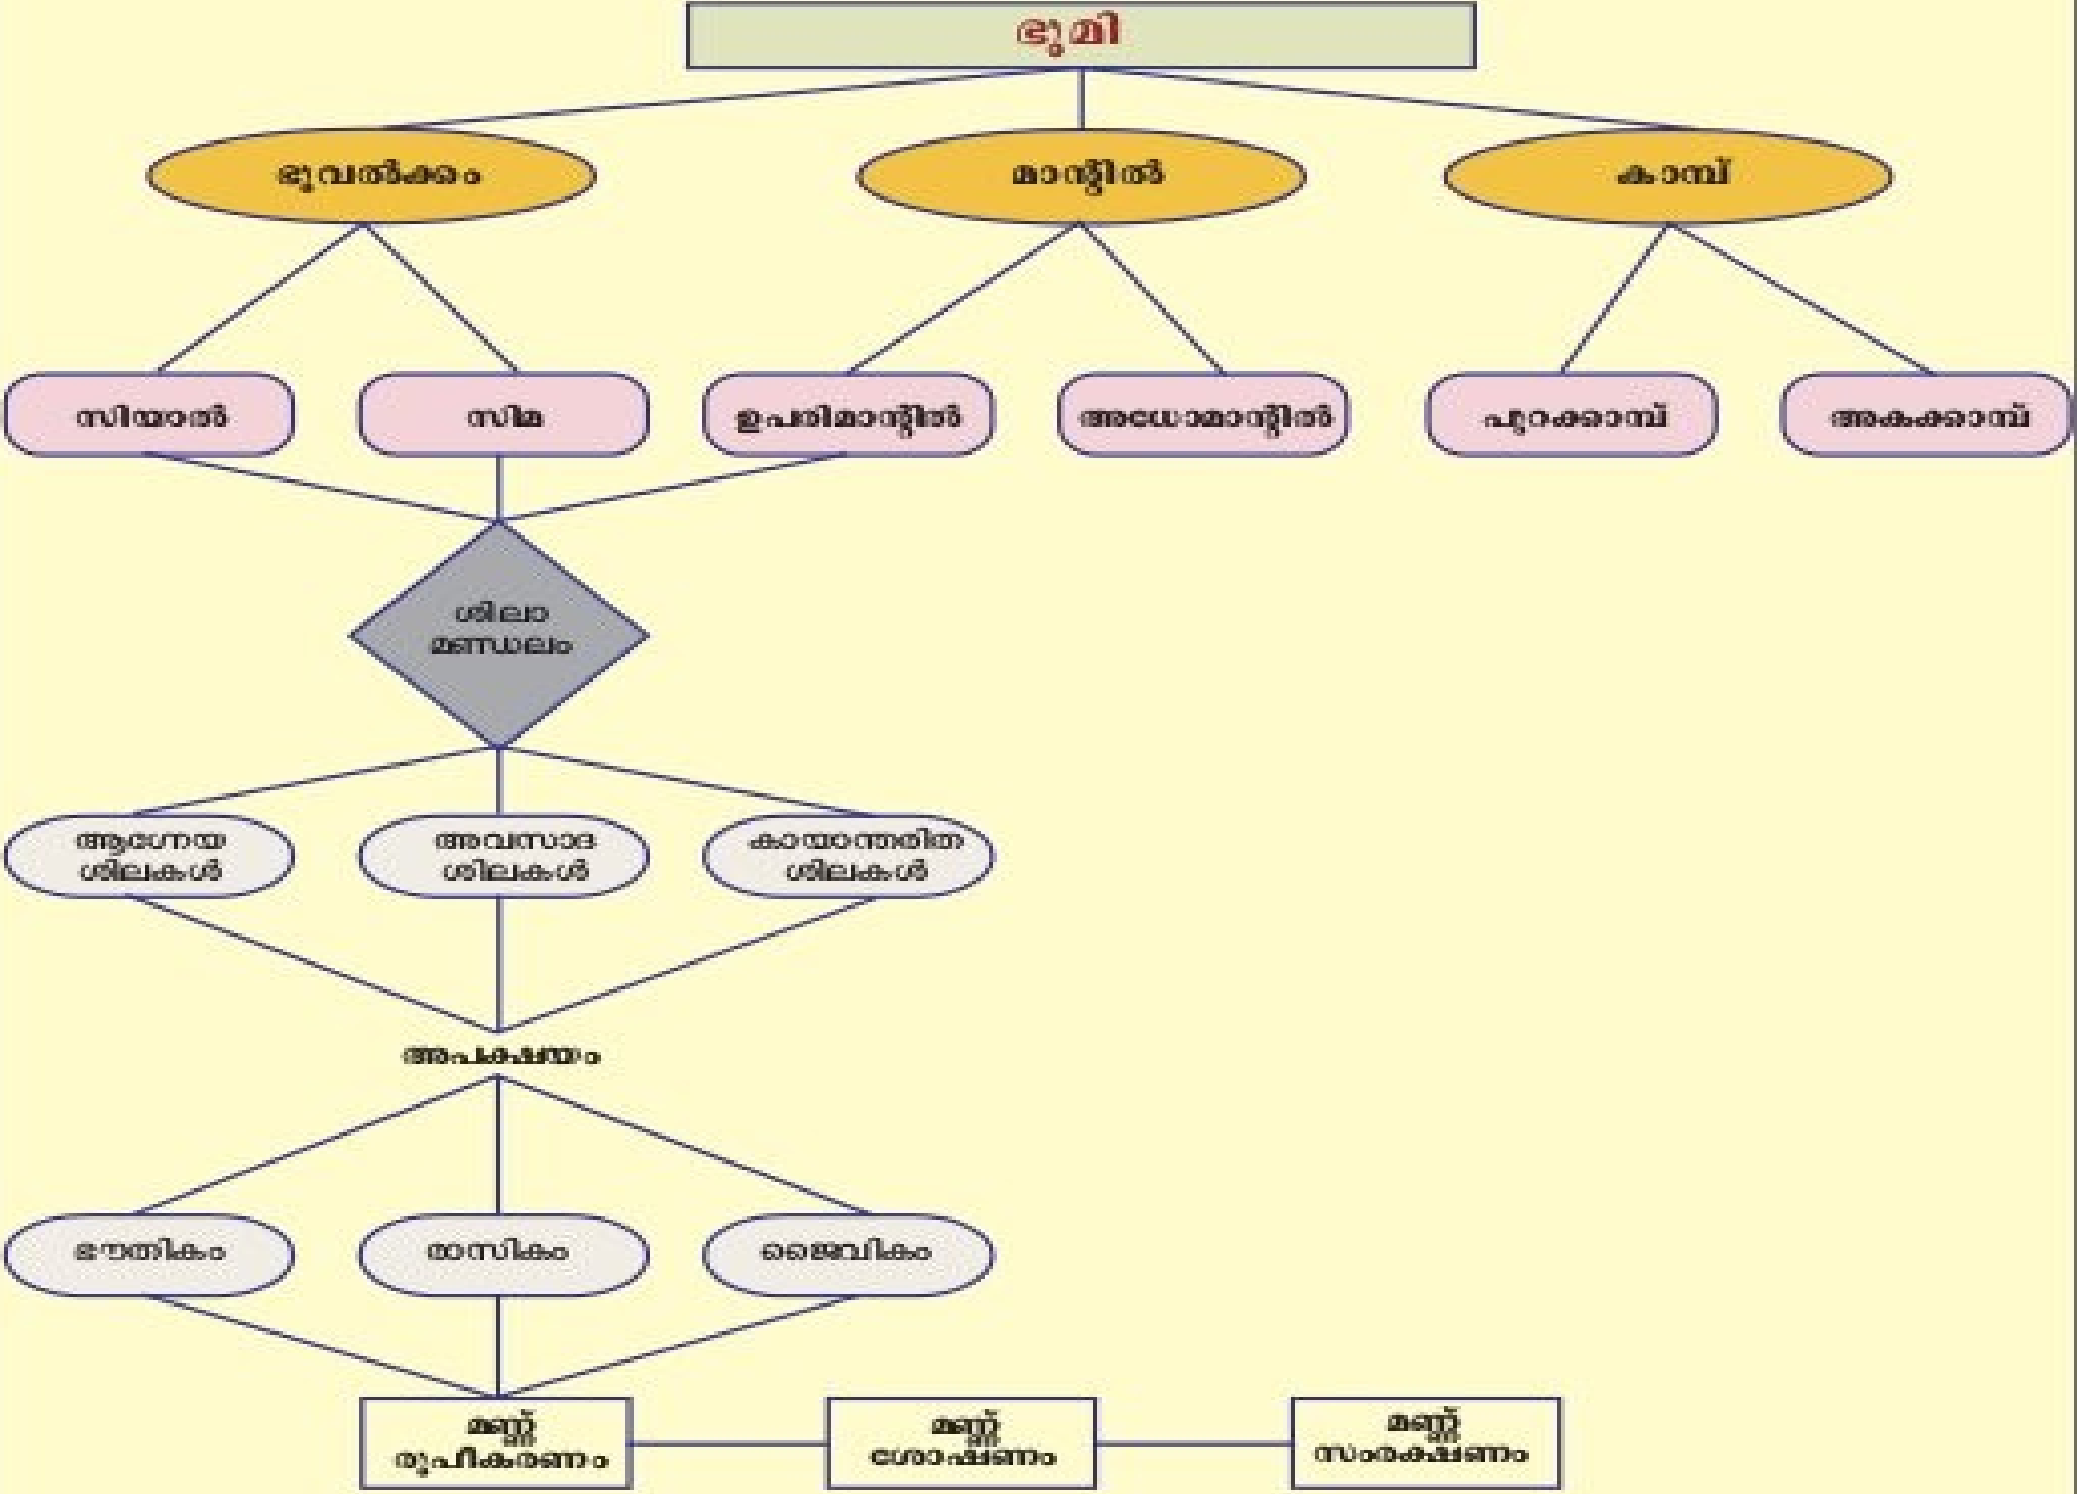 ഭൂമി
ഭൂവൽക്കം
മാന്റിൽ
കാമ്പ്
സിയാൽ
സിമ
ഉപരിമാന്റിൽ
അധോമാന്റിൽ
പുറക്കാമ്പ്
അകക്കാമ്പ്
ശിലാ
മണ്ഡലം
ആഗ്നേയ
ശിലകൾ
അവസാദ
ശിലകൾ
കായാന്തരിത
ശിലകൾ
അപക്ഷയം
ഭൗതികം
രാസികം
ജൈവികം
മണ്ണ്
രൂപീകരണം
മണ്ണ്
ശോഷണം
മണ്ണ്
സംരക്ഷണം